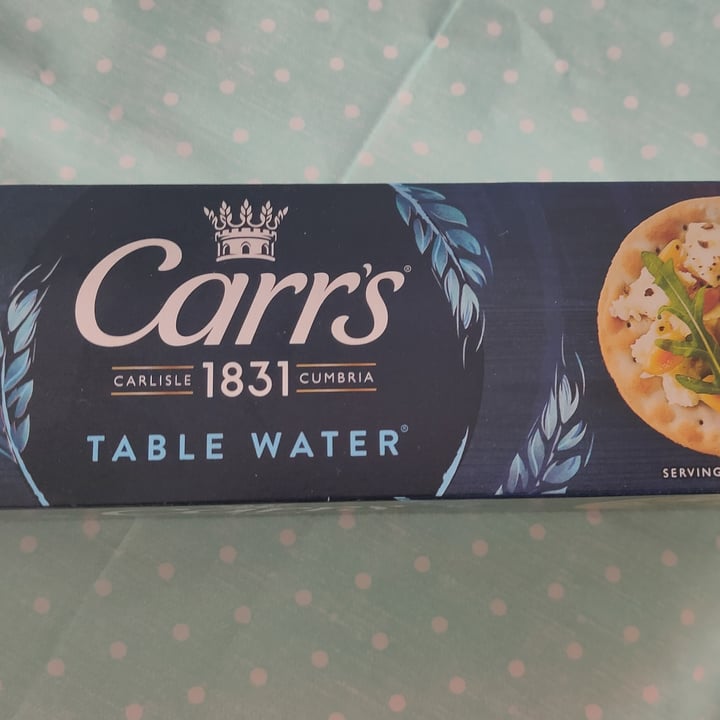 Carr's®
CARLISLE 1831 CUMBRIA
TABLE WATER®
SERVING